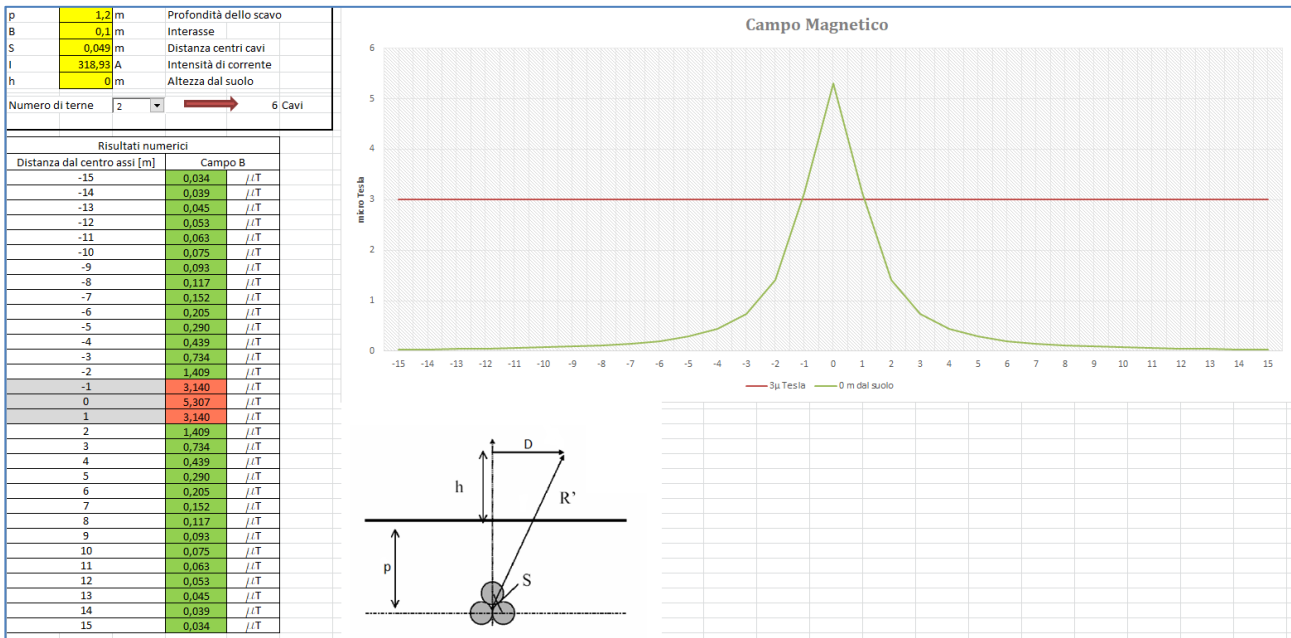 p 1,2 m Profondità dello scavo
B 0,1 m Interasse
S 0,049 m Distanza centri cavi
I 318,93 A Intensità di corrente
h 0 m Altezza dal suolo
Numero di terne 2 6 Cavi
Risultati numerici
Distanza dal centro assi [m] Campo B
-15 0,034 μT
-14 0,039 μT
-13 0,045 μT
-12 0,053 μT
-11 0,063 μT
-10 0,075 μT
-9 0,093 μT
-8 0,117 μT
-7 0,152 μT
-6 0,205 μT
-5 0,290 μT
-4 0,439 μT
-3 0,734 μT
-2 1,409 μT
-1 3,140 μT
0 5,307 μT
1 3,140 μT
2 1,409 μT
3 0,734 μT
4 0,439 μT
5 0,290 μT
6 0,205 μT
7 0,152 μT
8 0,117 μT
9 0,093 μT
10 0,075 μT
11 0,063 μT
12 0,053 μT
13 0,045 μT
14 0,039 μT
15 0,034 μT
Campo Magnetico
micro Tesla
6
5
4
3
2
1
0
-15 -14 -13 -12 -11 -10 -9 -8 -7 -6 -5 -4 -3 -2 -1 0 1 2 3 4 5 6 7 8 9 10 11 12 13 14 15
3μ Tesla 0 m dal suolo
D
h
R'
p
S